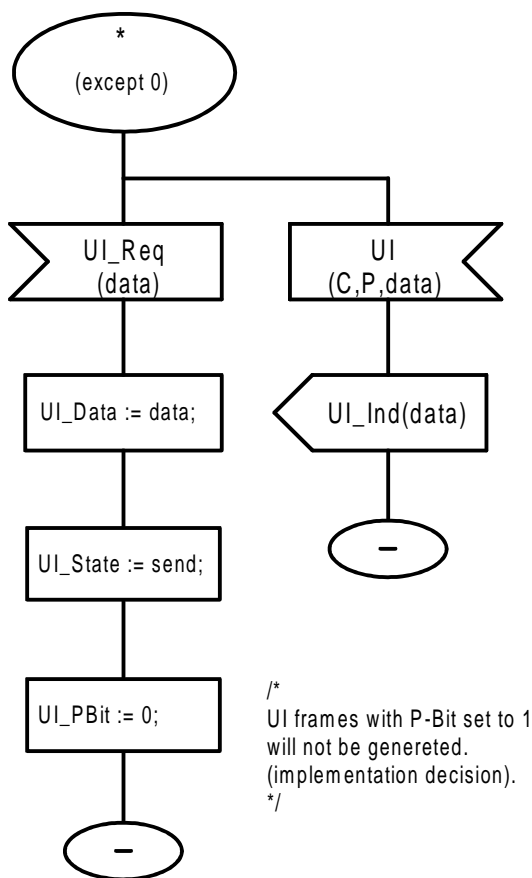 *
(except 0)
UI_Req
(data)
UI
(C,P,data)
UI_Data := data;
UI_Ind(data)
UI_State := send;
–
UI_PBit := 0;
/*
UI frames with P-Bit set to 1
will not be genereted.
(implementation decision).
*/
–